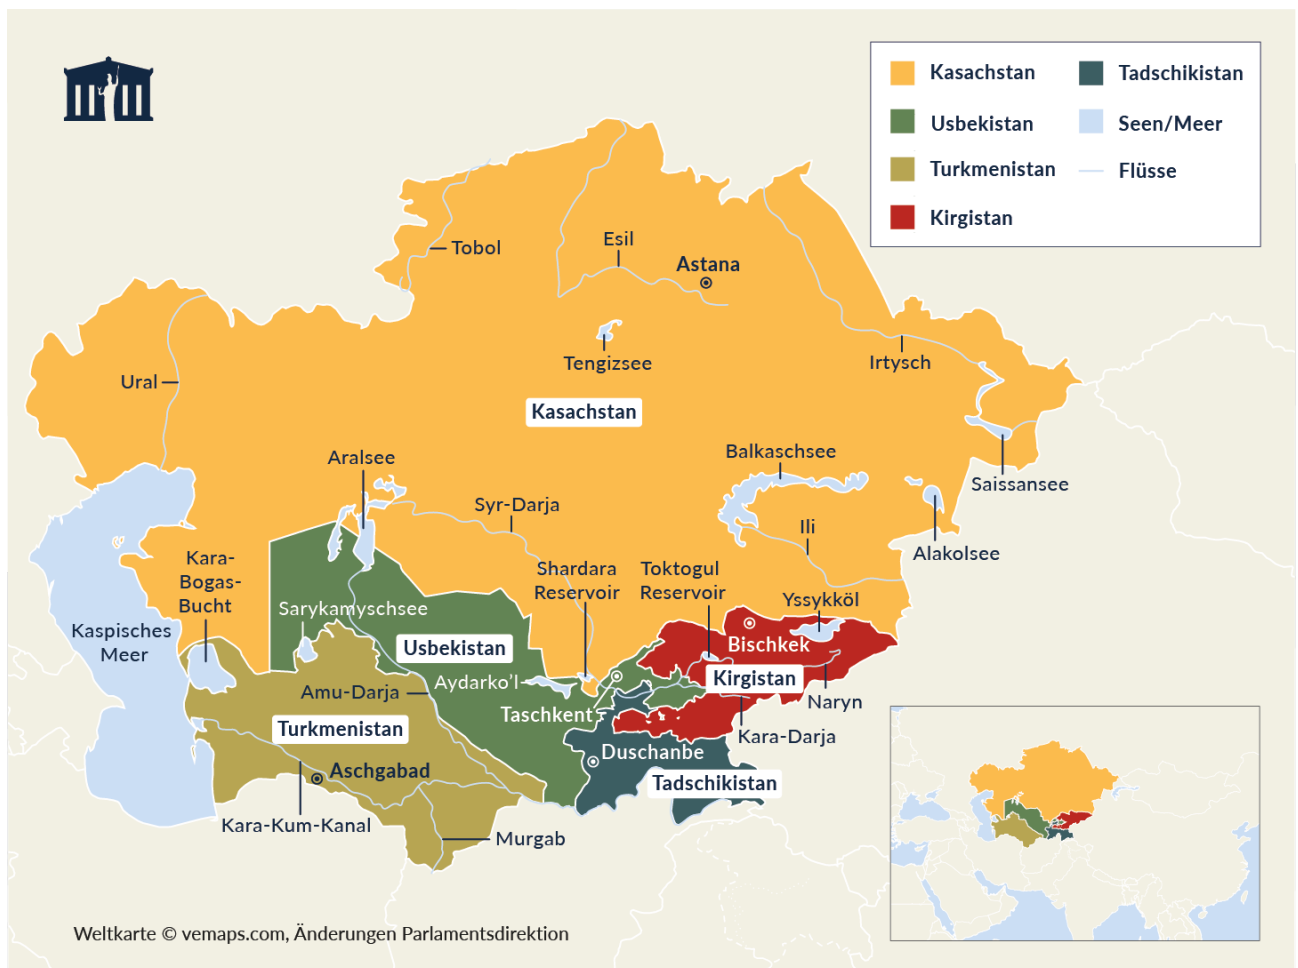 Kasachstan
Usbekistan
Turkmenistan
Kirgistan
Tadschikistan
Seen/Meer
Flüsse
Tobol
Esil
Astana
Tengizsee
Irtysch
Ural
Kasachstan
Aralsee
Balkaschsee
Saissansee
Syr-Darja
Ili
Alakolsee
Kara-
Bogas-
Bucht
Shardara
Reservoir
Toktogul
Reservoir
Yssykköl
Sarykamyschsee
Kaspisches
Meer
Usbekistan
Bischkek
Aydarko'l
Kirgistan
Amu-Darja
Naryn
Taschkent
Turkmenistan
Kara-Darja
Duschanbe
Aschgabad
Tadschikistan
Kara-Kum-Kanal
Murgab
Weltkarte © vemaps.com, Änderungen Parlamentsdirektion